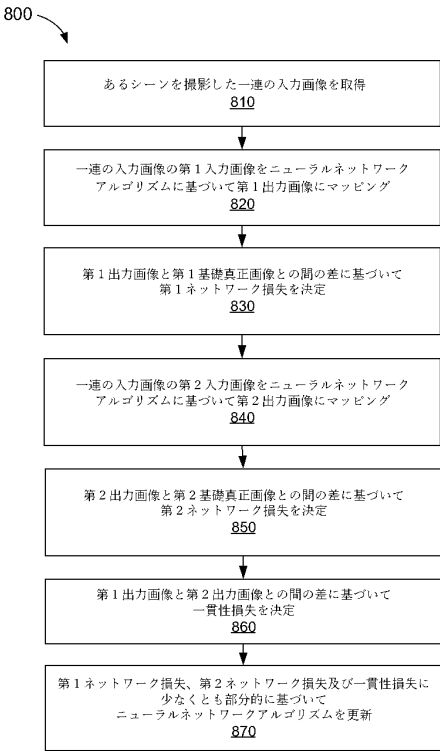 800
あるシーンを撮影した一連の入力画像を取得
810
一連の入力画像の第1入力画像をニューラルネットワーク
アルゴリズムに基づいて第1出力画像にマッピング
820
第1出力画像と第1基礎真正画像との間の差に基づいて
第1ネットワーク損失を決定
830
一連の入力画像の第2入力画像をニューラルネットワーク
アルゴリズムに基づいて第2出力画像にマッピング
840
第2出力画像と第2基礎真正画像との間の差に基づいて
第2ネットワーク損失を決定
850
第1出力画像と第2出力画像との間の差に基づいて
一貫性損失を決定
860
第1ネットワーク損失、第2ネットワーク損失及び一貫性損失に
少なくとも部分的に基づいて
ニューラルネットワークアルゴリズムを更新
870